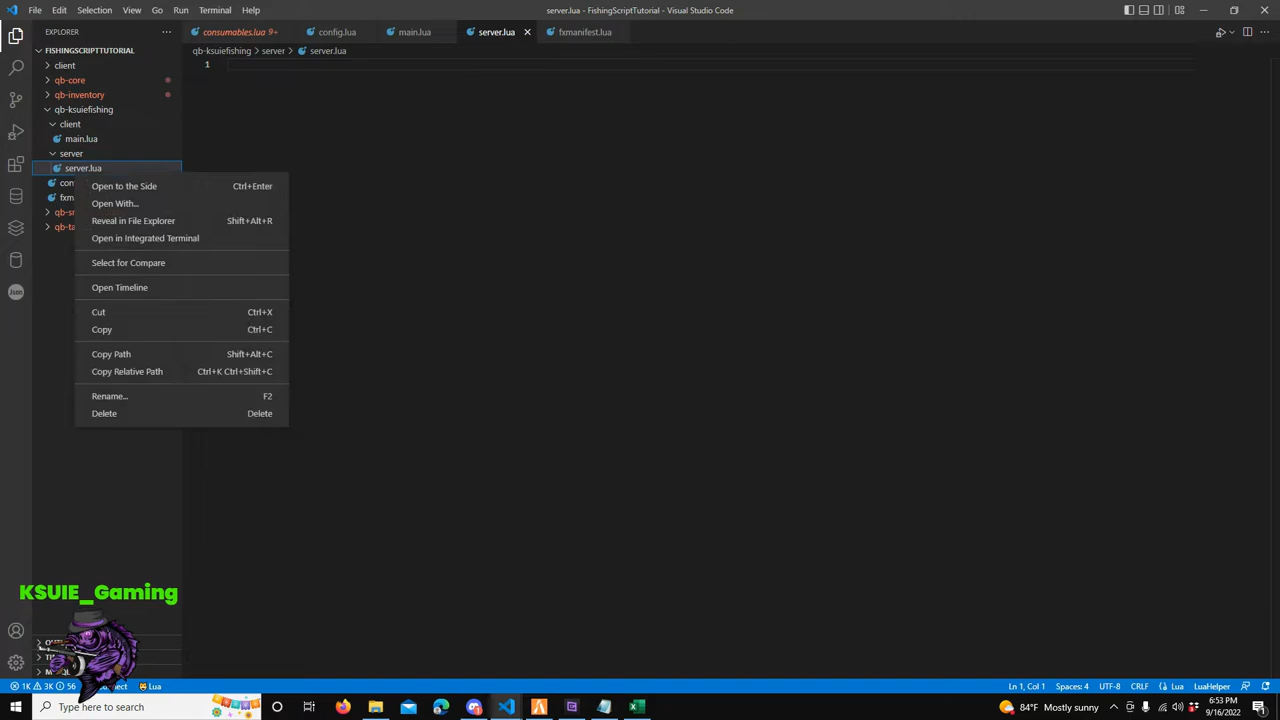 File Edit Selection View Go Run Terminal Help
server.lua - FishingScriptTutorial - Visual Studio Code
EXPLORER
consumables.lua 9+ config.lua main.lua server.lua fxmanifest.lua
FISHINGSCRIPTTUTORIAL
qb-ksuiefishing > server > server.lua
client
1
qb-core
qb-inventory
qb-ksuiefishing
client
main.lua
server
server.lua
Open to the Side Ctrl+Enter
Open With...
Reveal in File Explorer Shift+Alt+R
Open in Integrated Terminal
Select for Compare
Open Timeline
Cut Ctrl+X
Copy Ctrl+C
Copy Path Shift+Alt+C
Copy Relative Path Ctrl+K Ctrl+Shift+C
Rename... F2
Delete Delete
Json
KSUIE_Gaming
1K 3K 56
Lua
Ln 1, Col 1 Spaces: 4 UTF-8 CRLF Lua LuaHelper
Type here to search
84°F Mostly sunny
6:53 PM
9/16/2022